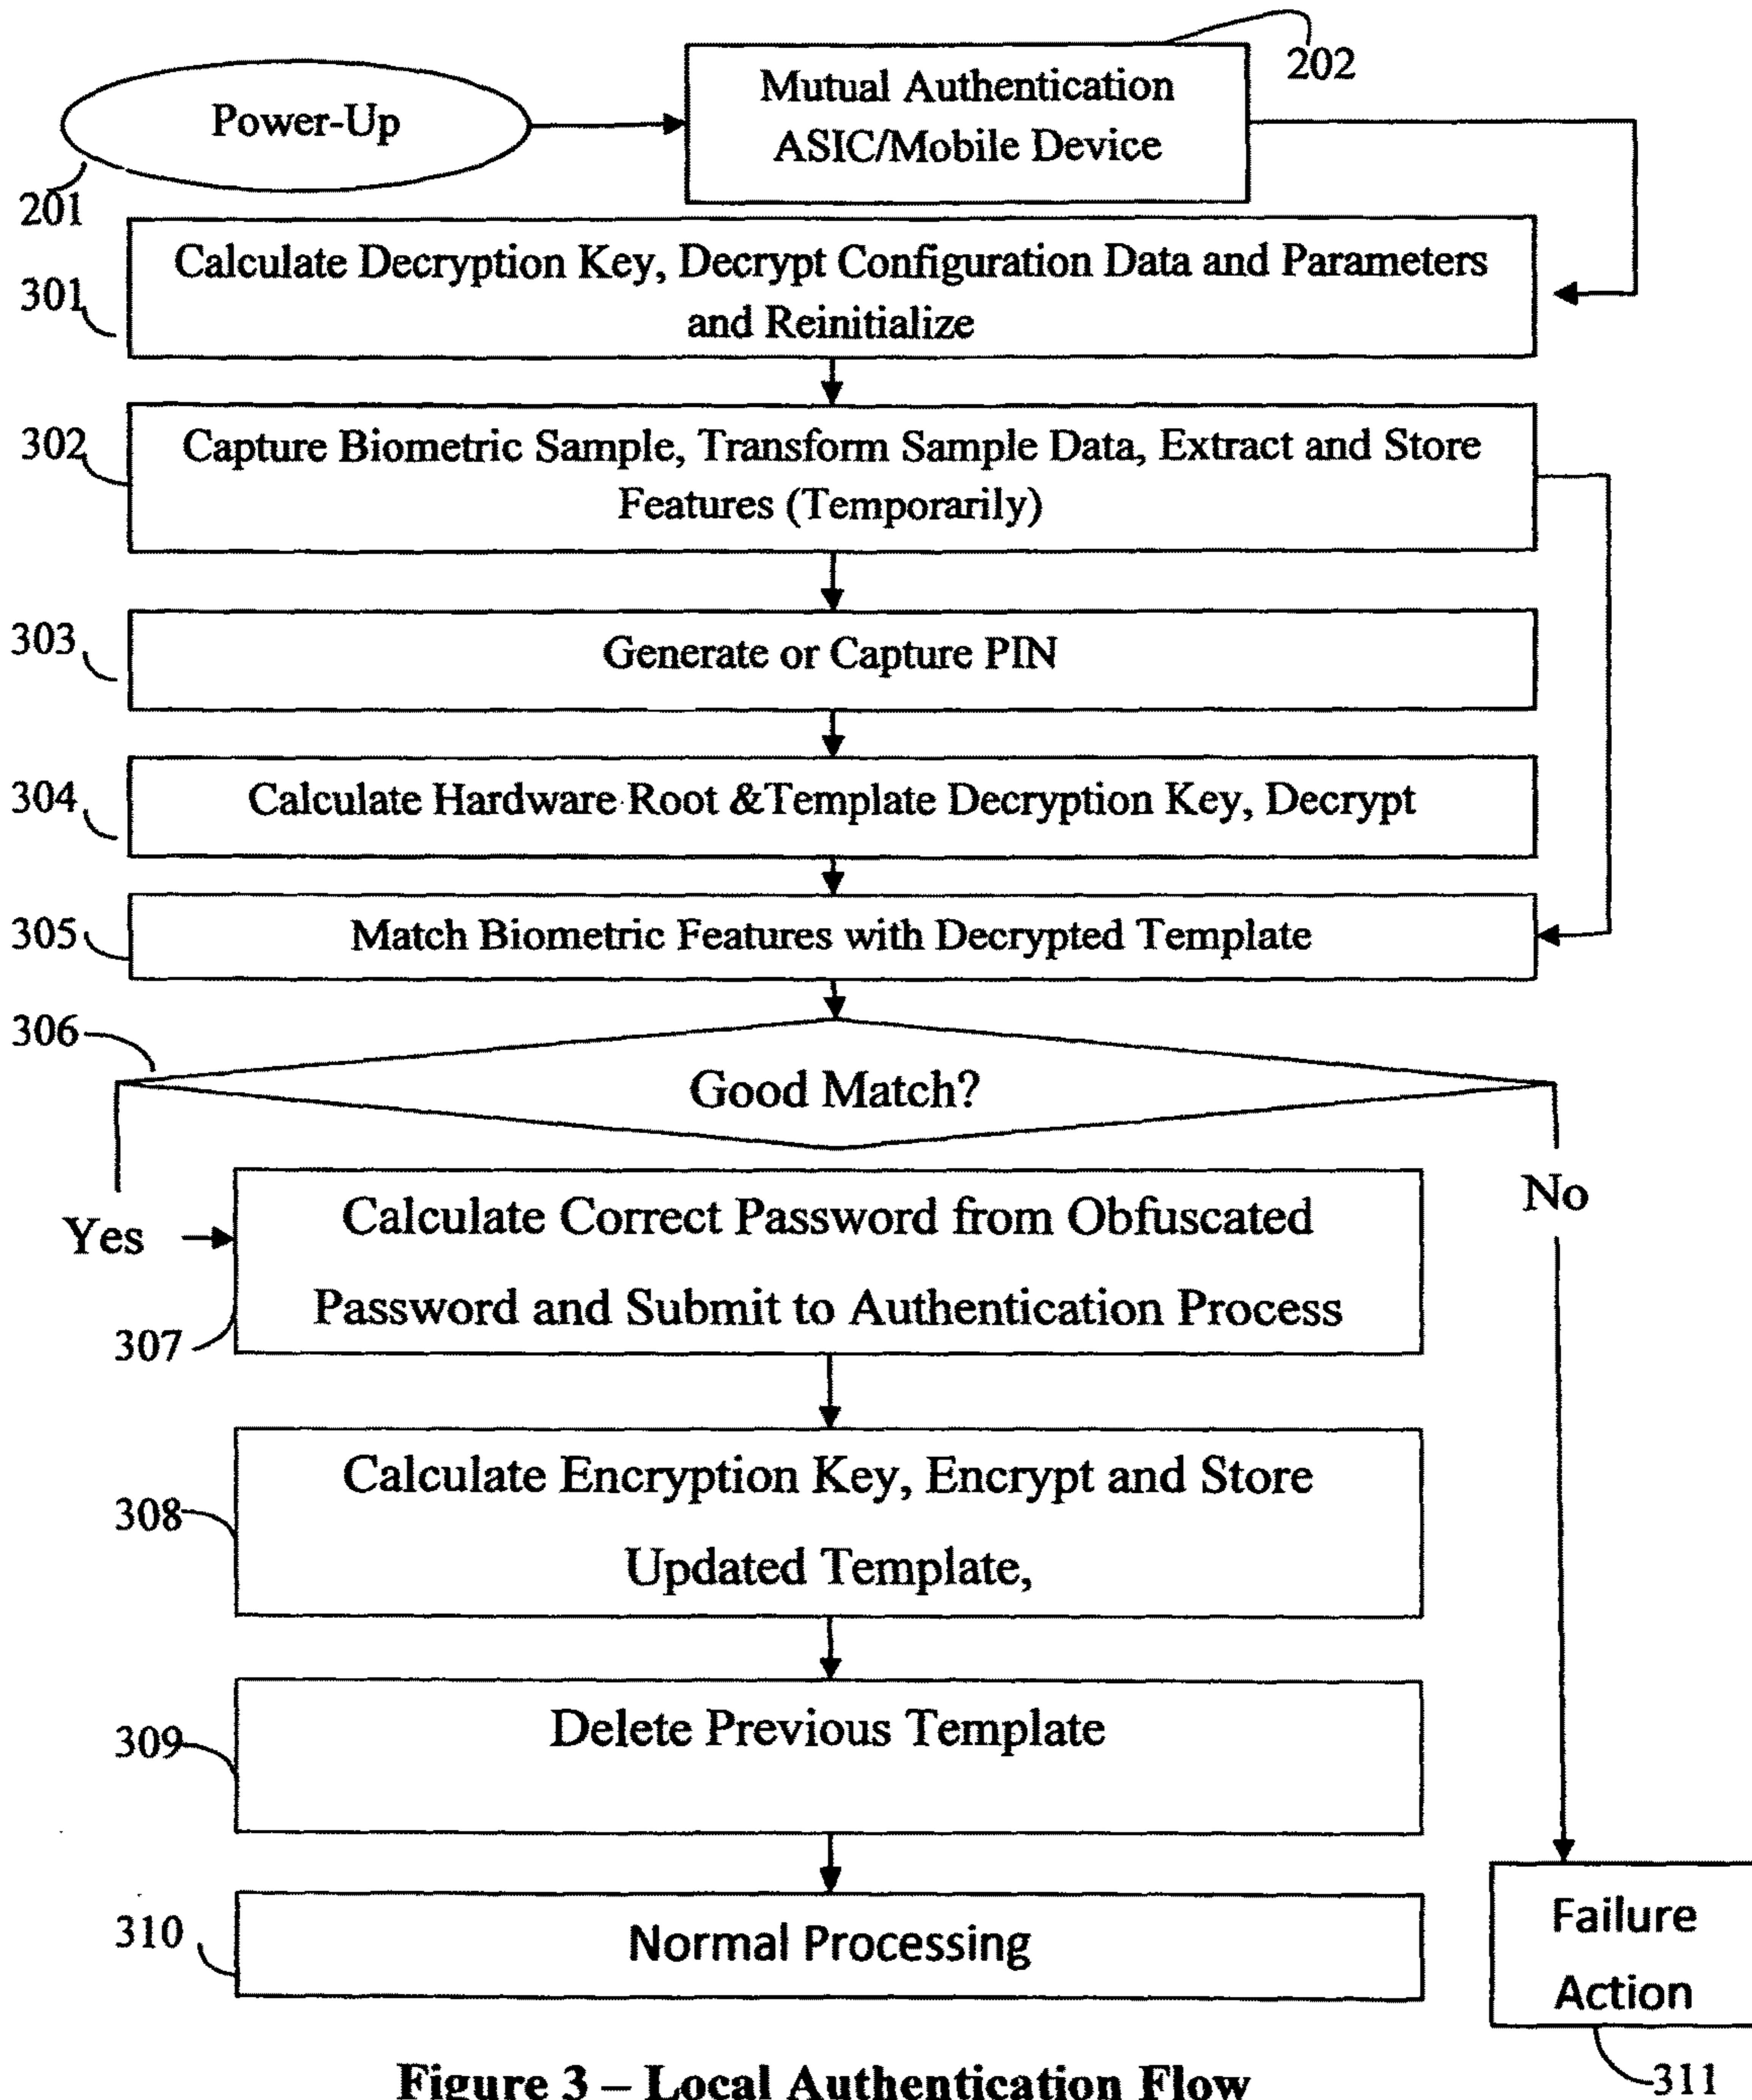 202
Power-Up
Mutual Authentication
ASIC/Mobile Device
201
Calculate Decryption Key, Decrypt Configuration Data and Parameters
and Reinitialize
301
Capture Biometric Sample, Transform Sample Data, Extract and Store
Features (Temporarily)
302
303
Generate or Capture PIN
304
Calculate Hardware Root &Template Decryption Key, Decrypt
305
Match Biometric Features with Decrypted Template
306
Good Match?
Yes
No
Calculate Correct Password from Obfuscated
Password and Submit to Authentication Process
307
Calculate Encryption Key, Encrypt and Store
Updated Template,
308
Delete Previous Template
309
310
Normal Processing
Failure
Action
311
Figure 3 – Local Authentication Flow